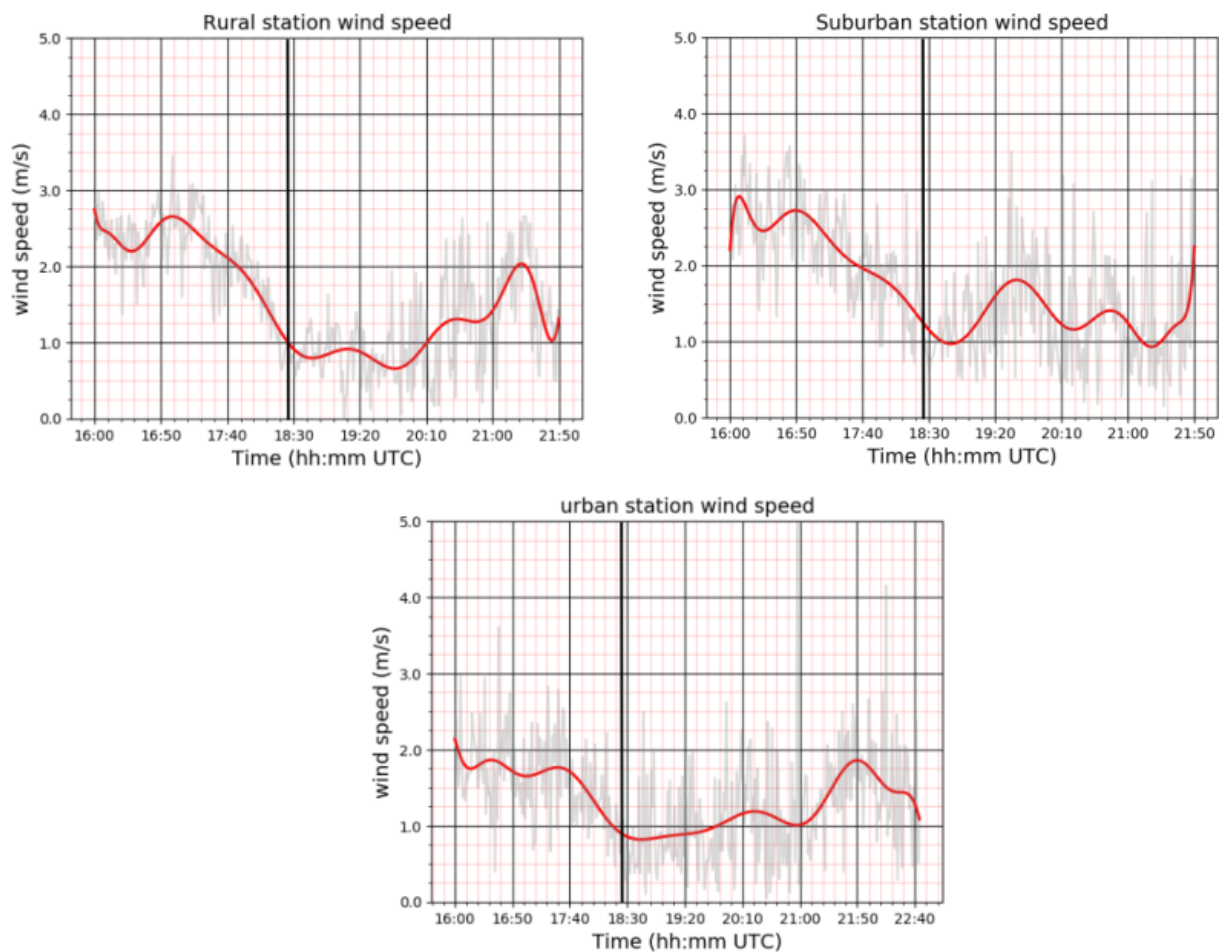 Rural station wind speed
5.0
4.0
3.0
2.0
1.0
0.0
wind speed (m/s)
16:00 16:50 17:40 18:30 19:20 20:10 21:00 21:50
Time (hh:mm UTC)
Suburban station wind speed
5.0
4.0
3.0
2.0
1.0
0.0
wind speed (m/s)
16:00 16:50 17:40 18:30 19:20 20:10 21:00 21:50
Time (hh:mm UTC)
urban station wind speed
5.0
4.0
3.0
2.0
1.0
0.0
wind speed (m/s)
16:00 16:50 17:40 18:30 19:20 20:10 21:00 21:50 22:40
Time (hh:mm UTC)